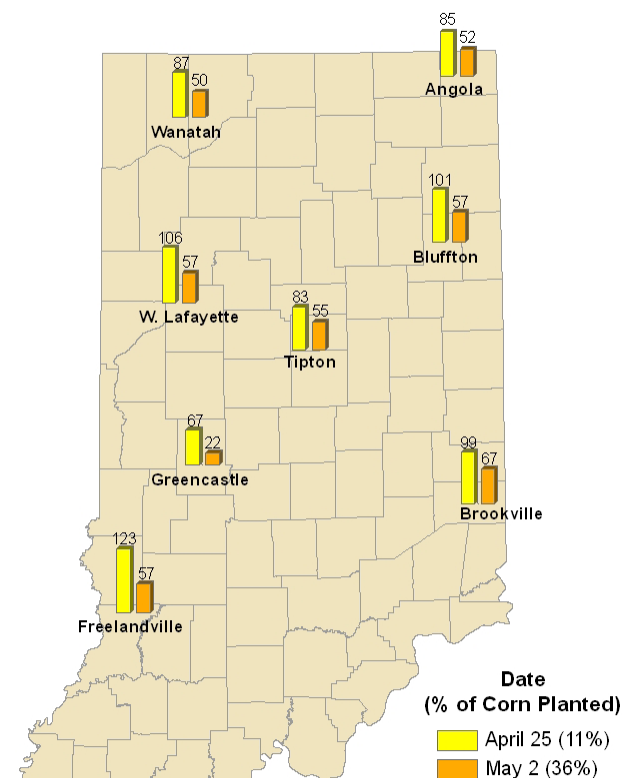 85
52
Angola
87
50
Wanatah
101
57
Bluffton
106
57
W. Lafayette
83
55
Tipton
67
22
Greencastle
99
67
Brookville
123
57
Freelandville
Date
(% of Corn Planted)
April 25 (11%)
May 2 (36%)